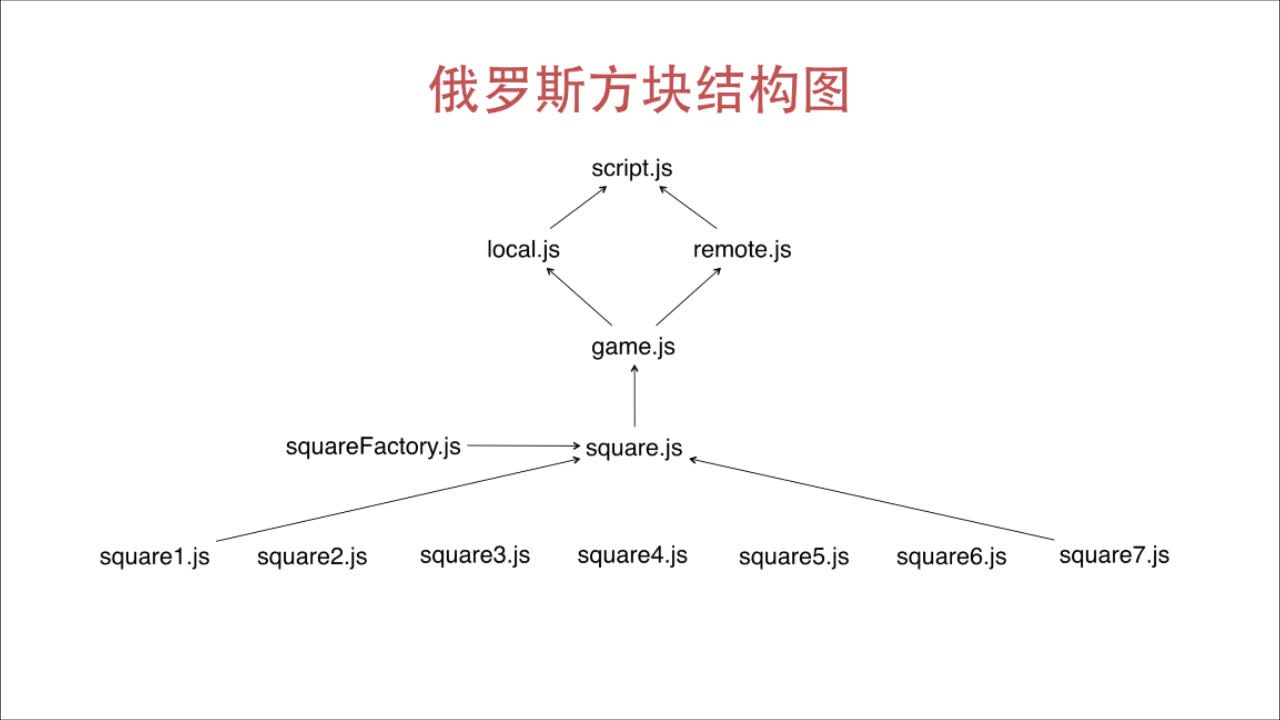 俄罗斯方块结构图
script.js
local.js
remote.js
game.js
squareFactory.js
square.js
square1.js
square2.js
square3.js
square4.js
square5.js
square6.js
square7.js